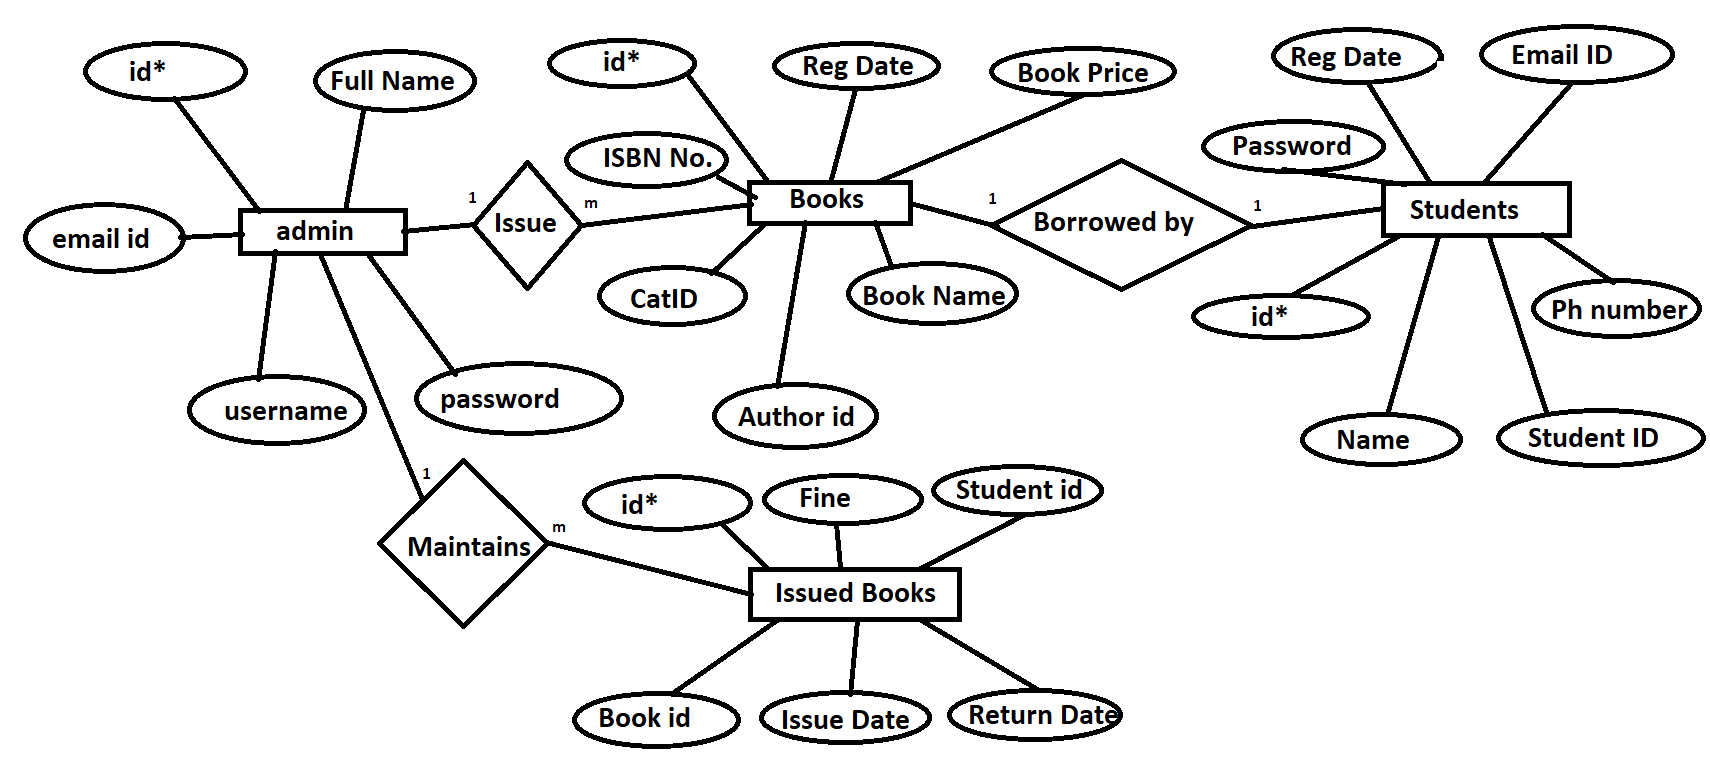 id*
Full Name
email id
admin
username
password
1
Issue
m
id*
Reg Date
Book Price
ISBN No.
Books
CatID
Book Name
Author id
1
Borrowed by
1
Reg Date
Email ID
Password
Students
id*
Ph number
Name
Student ID
1
Maintains
m
id*
Fine
Student id
Issued Books
Book id
Issue Date
Return Date